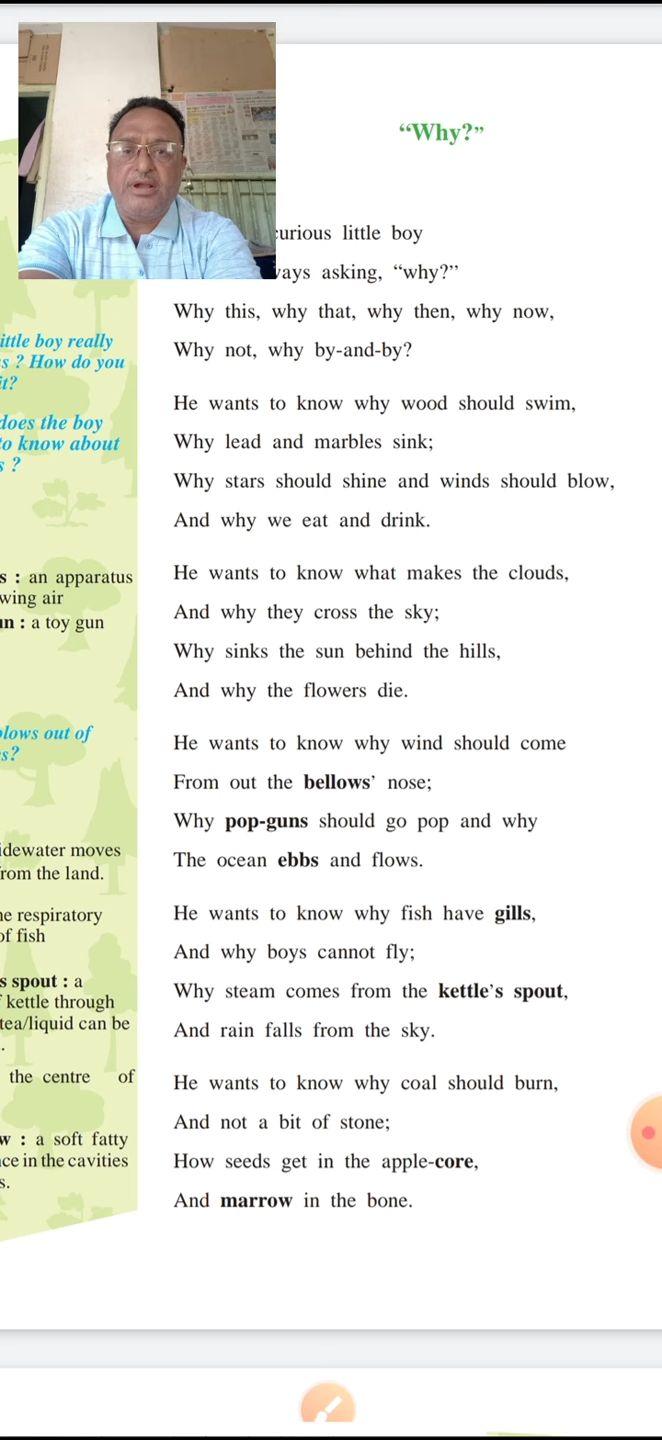 “Why?”
curious little boy
asking, “why?”
Why this, why that, why then, why now,
Why not, why by-and-by?
He wants to know why wood should swim,
Why lead and marbles sink;
Why stars should shine and winds should blow,
And why we eat and drink.
He wants to know what makes the clouds,
And why they cross the sky;
Why sinks the sun behind the hills,
And why the flowers die.
He wants to know why wind should come
From out the bellows’ nose;
Why pop-guns should go pop and why
The ocean ebbs and flows.
He wants to know why fish have gills,
And why boys cannot fly;
Why steam comes from the kettle’s spout,
And rain falls from the sky.
He wants to know why coal should burn,
And not a bit of stone;
How seeds get in the apple-core,
And marrow in the bone.
boy really
? How do you
it?
does the boy
to know about
?
: an apparatus
air
: a toy gun
out of
?
moves
from the land.
respiratory
of fish
spout : a
kettle through
tea/liquid can be
.
the centre of
: a soft fatty
in the cavities